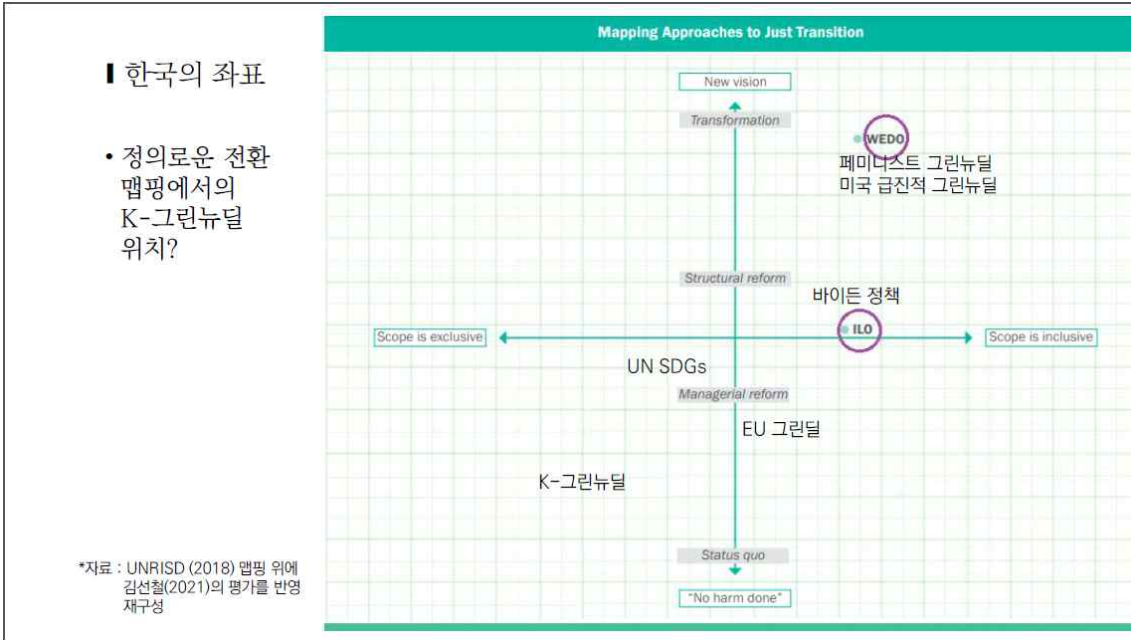 ▎한국의 좌표
• 정의로운 전환
맵핑에서의
K-그린뉴딜
위치?
*자료 : UNRISD (2018) 맵핑 위에
김선철(2021)의 평가를 반영
재구성
Mapping Approaches to Just Transition
New vision
Transformation
WEDO
페미니스트 그린뉴딜
미국 급진적 그린뉴딜
Structural reform
바이든 정책
Scope is exclusive
ILO
Scope is inclusive
UN SDGs
Managerial reform
EU 그린딜
K-그린뉴딜
Status quo
"No harm done"